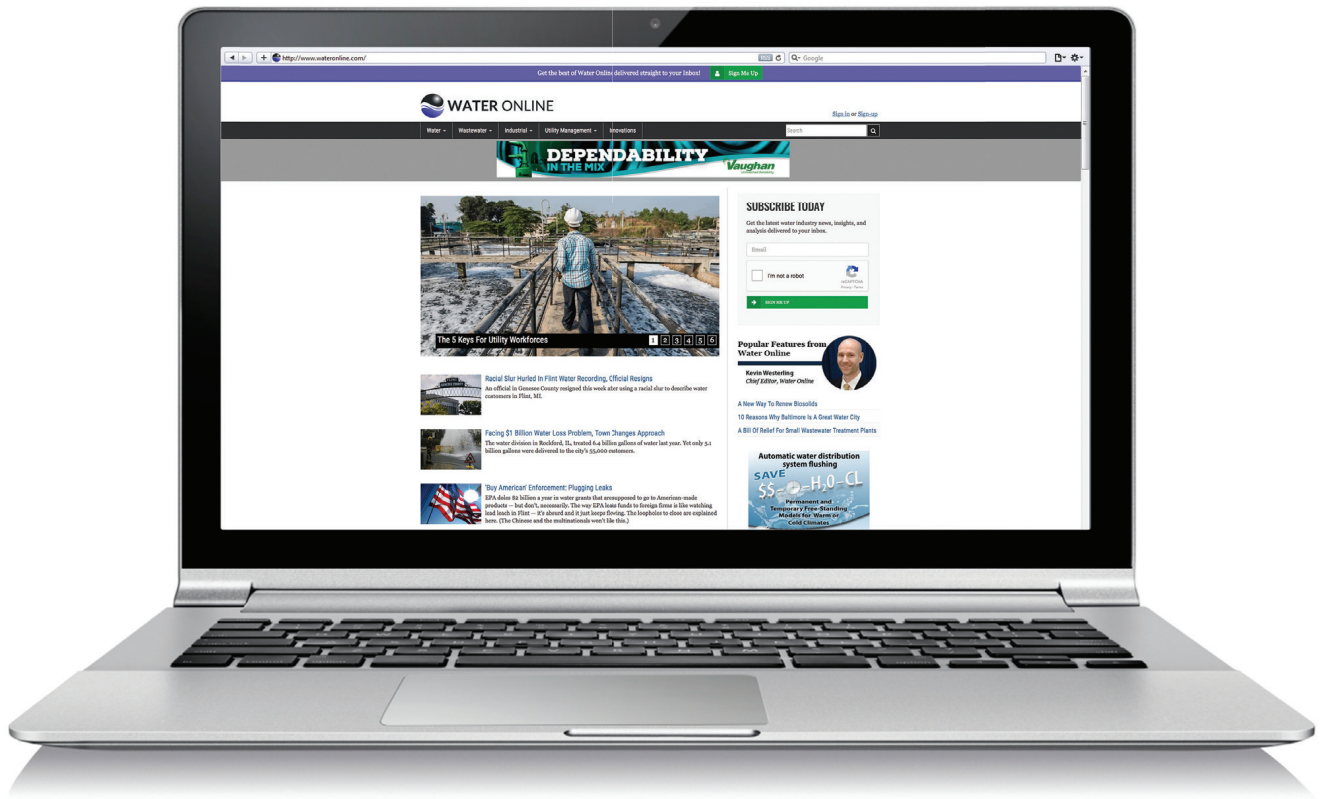 http://www.wateronline.com/
Google
Get the best of Water Online delivered straight to your Inbox!
Sign Me Up
WATER ONLINE
Sign in or Sign-up
Water
Wastewater
Industrial
Utility Management
Innovations
Search
DEPENDABILITY
IN THE MIX
Vaughan
The 5 Keys For Utility Workforces
1 2 3 4 5 6
Racial Slur Hurled In Flint Water Recording, Official Resigns
An official in Genesee County resigned this week ater using a racial slur to describe water
customers in Flint, MI.
Facing $1 Billion Water Loss Problem, Town Changes Approach
The water division in Rockford, IL, treated 6.4 billion gallons of water last year. Yet only 5.1
billion gallons were delivered to the city's 55,000 customers.
'Buy American' Enforcement: Plugging Leaks
EPA doles $2 billion a year in water grants that aresupposed to go to American-made
products — but don't, necessarily. The way EPA leaks funds to foreign firms is like watching
lead leach in Flint — it's absurd and it just keeps flowing. The loopholes to close are explained
here. (The Chinese and the multinationals won't like this.)
SUBSCRIBE TODAY
Get the latest water industry news, insights, and
analysis delivered to your inbox.
Email
I'm not a robot
reCAPTCHA
Privacy - Terms
SIGN ME UP
Popular Features from
Water Online
Kevin Westerling
Chief Editor, Water Online
A New Way To Renew Biosolids
10 Reasons Why Baltimore Is A Great Water City
A Bill Of Relief For Small Wastewater Treatment Plants
Automatic water distribution
system flushing
SAVE
$$-H₂O-CL
Permanent and
Temporary Free-Standing
Models for Warm or
Cold Climates